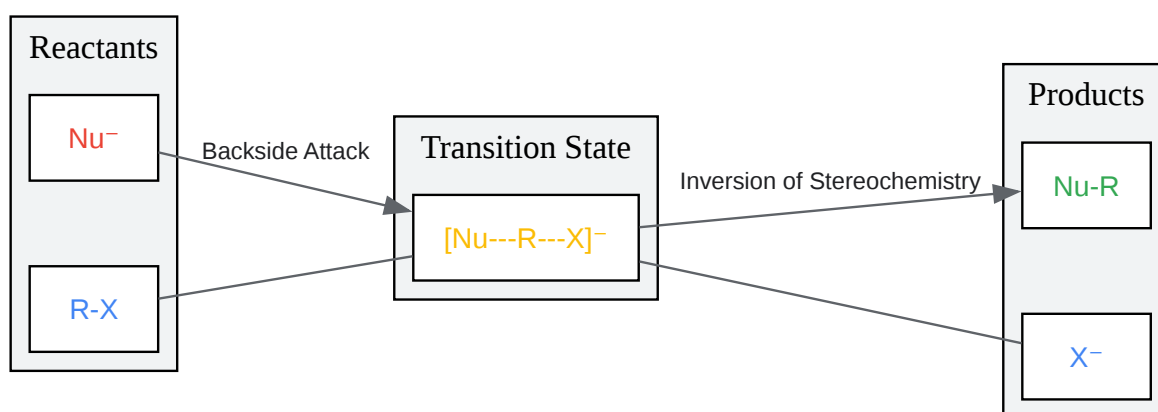 Reactants
Nu⁻
R-X
Backside Attack
Transition State
[Nu---R---X]⁻
Inversion of Stereochemistry
Products
Nu-R
X⁻